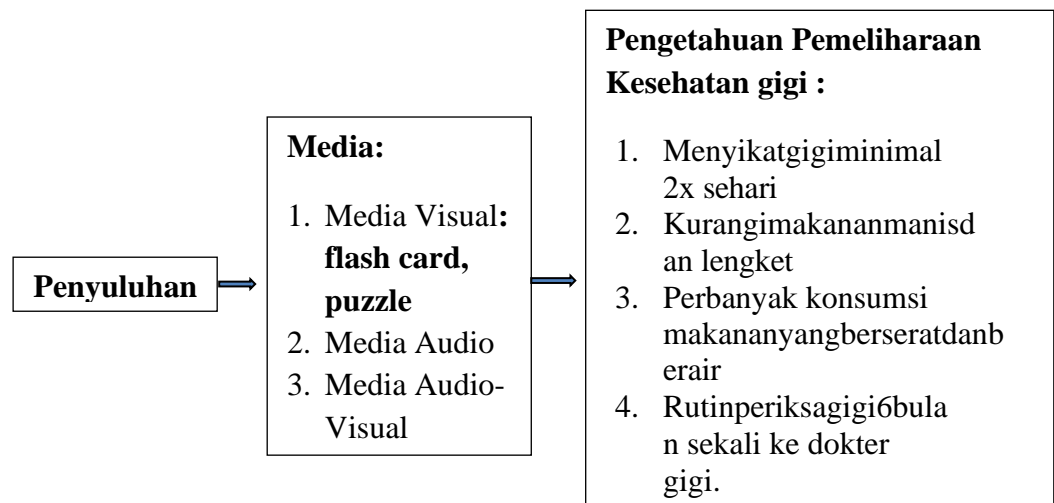 Penyuluhan
Media:
1. Media Visual: 
flash card,
puzzle
2. Media Audio
3. Media Audio-
Visual
Pengetahuan Pemeliharaan
Kesehatan gigi :
1. Menyikatgigiminimal
2x sehari
2. Kurangimakananmanisd
an lengket
3. Perbanyak konsumsi
makananyangberseratdanb
erair
4. Rutinperiksagigi6bula
n sekali ke dokter
gigi.